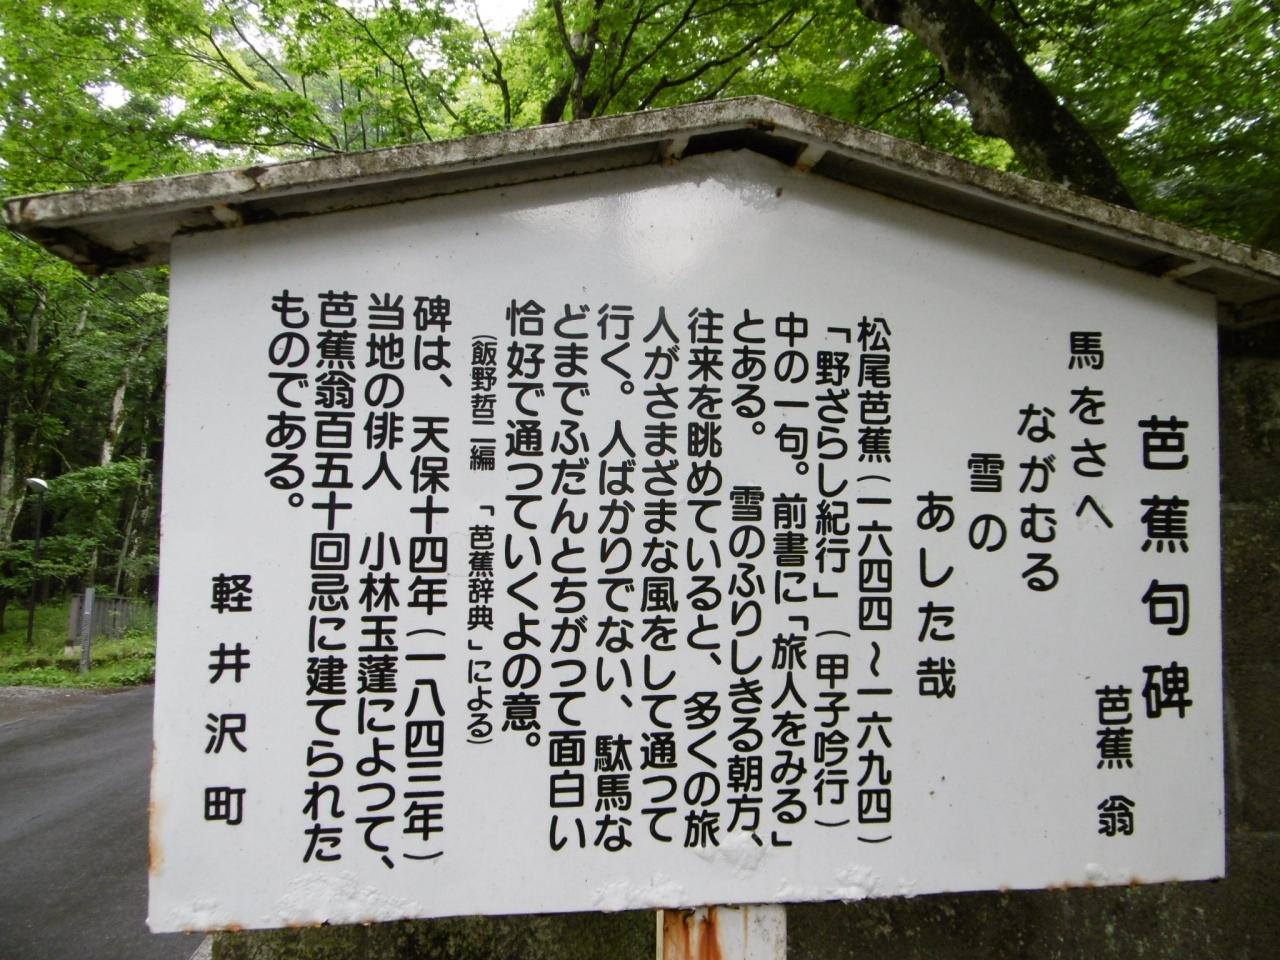 芭蕉句碑
芭蕉翁
馬をさへ
ながむる
雪の
あした哉
松尾芭蕉（一六四四～一六九四）
「野ざらし紀行」（甲子吟行）
中の一句。前書に「旅人をみる」
とある。　雪のふりしきる朝方、
往来を眺めていると、多くの旅
人がさまざまな風をして通って
行く。人ばかりでない、駄馬な
どまでふだんとちがって面白い
恰好で通っていくよの意。
（飯野哲二編　「芭蕉辞典」による）
碑は、天保十四年（一八四三年）
当地の俳人　小林玉蓬によって、
芭蕉翁百五十回忌に建てられた
ものである。
軽井沢町